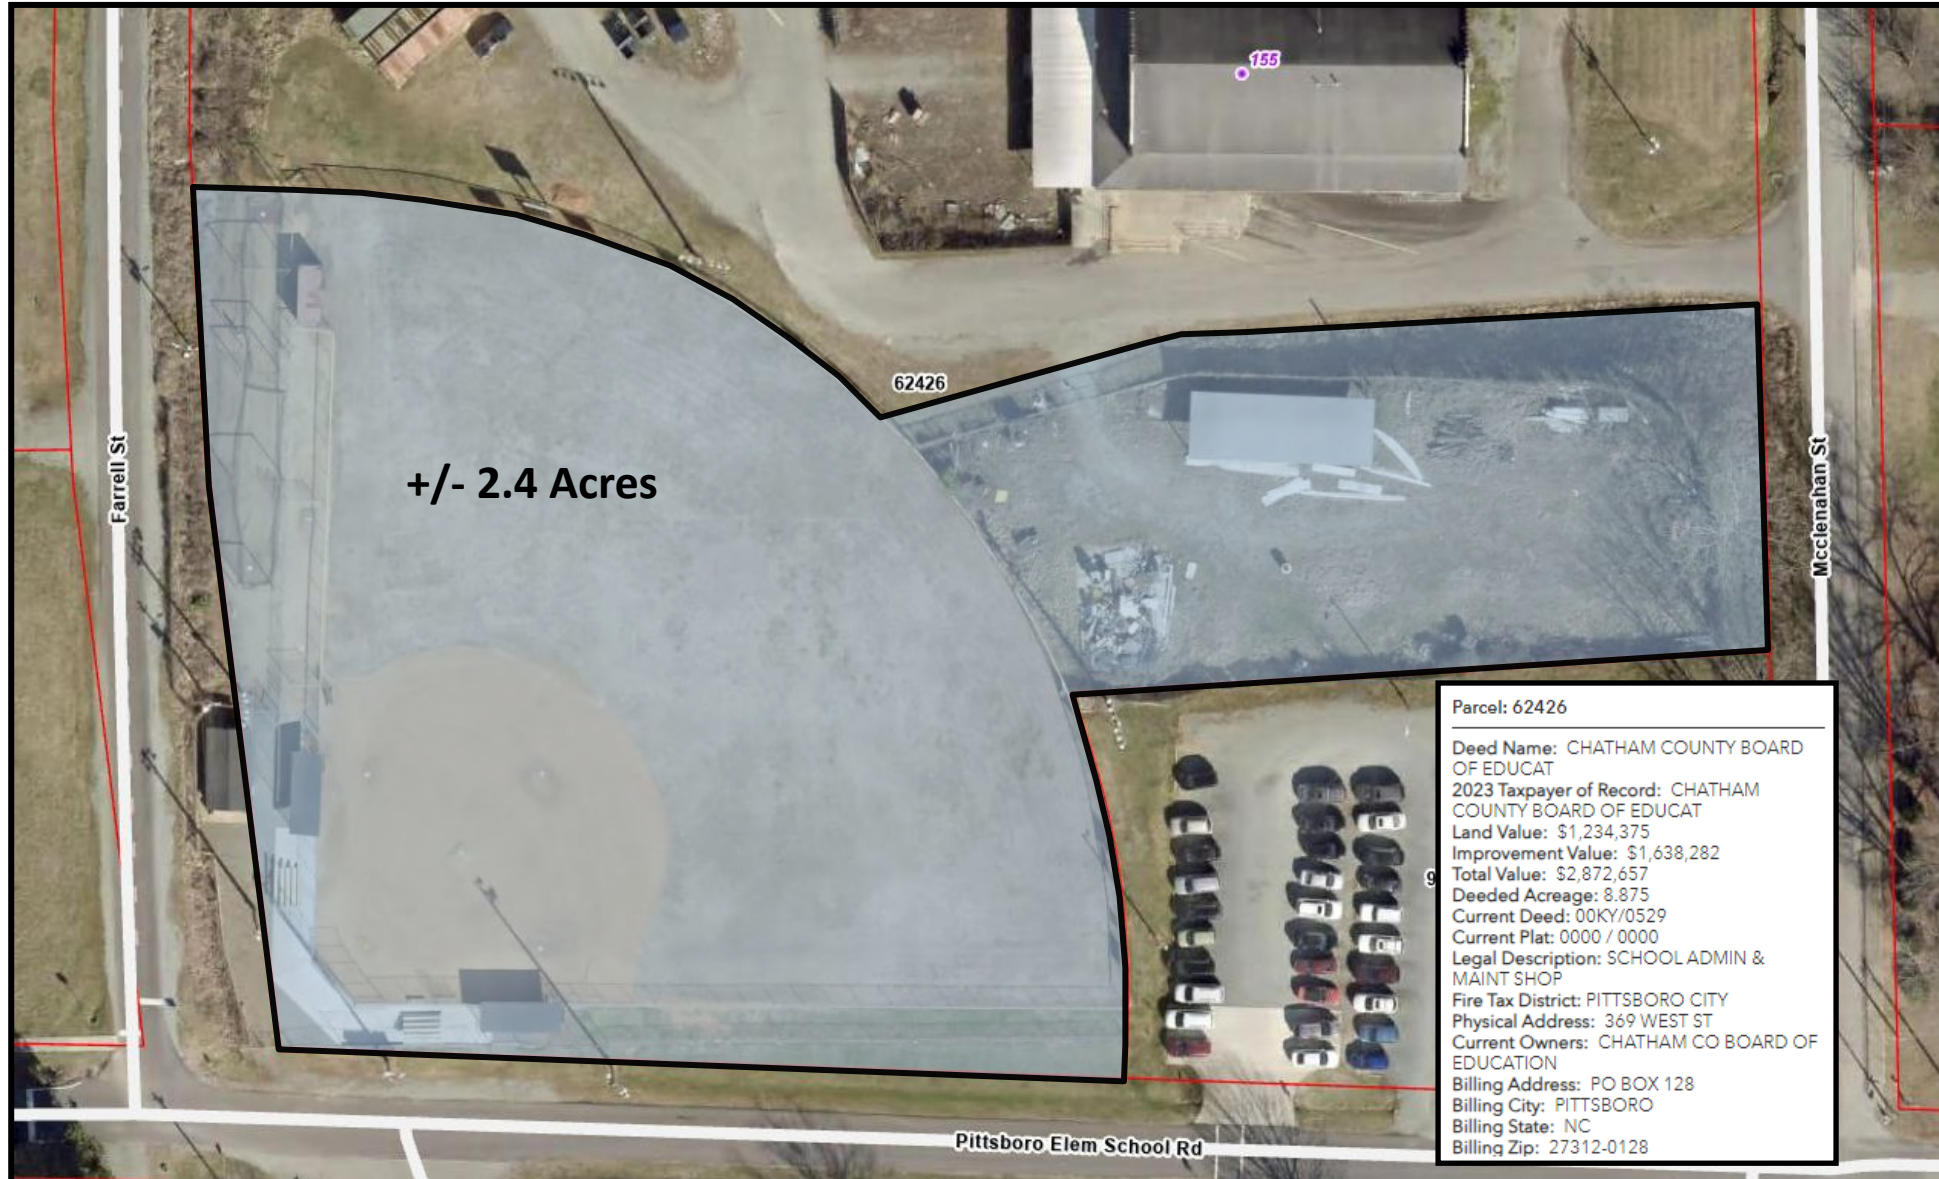 155
62426
+/- 2.4 Acres
Farrell St
Mcclenahan St
Parcel: 62426
Deed Name: CHATHAM COUNTY BOARD
OF EDUCAT
2023 Taxpayer of Record: CHATHAM
COUNTY BOARD OF EDUCAT
Land Value: $1,234,375
Improvement Value: $1,638,282
Total Value: $2,872,657
Deeded Acreage: 8.875
Current Deed: 00KY/0529
Current Plat: 0000 / 0000
Legal Description: SCHOOL ADMIN &
MAINT SHOP
Fire Tax District: PITTSBORO CITY
Physical Address: 369 WEST ST
Current Owners: CHATHAM CO BOARD OF
EDUCATION
Billing Address: PO BOX 128
Billing City: PITTSBORO
Billing State: NC
Billing Zip: 27312-0128
9
Pittsboro Elem School Rd